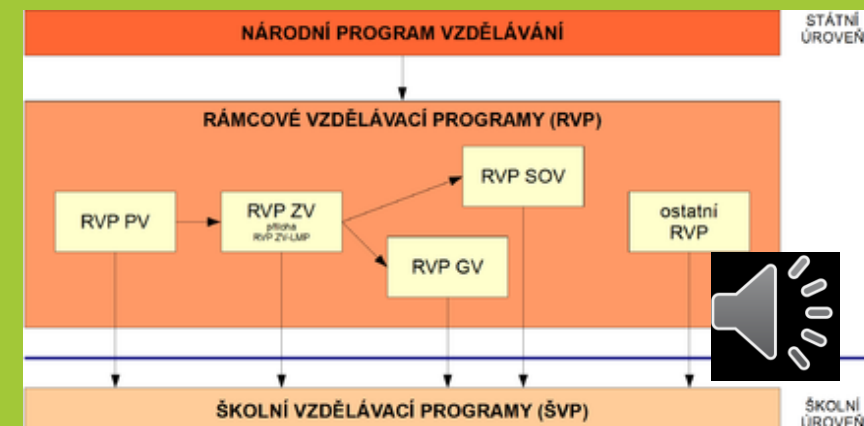 NÁRODNÍ PROGRAM VZDĚLÁVÁNÍ
STÁTNÍ
ÚROVEŇ
RÁMCOVÉ VZDĚLÁVACÍ PROGRAMY (RVP)
RVP PV
RVP ZV
příloha
RVP ZV-LMP
RVP SOV
RVP GV
ostatní
RVP
ŠKOLNÍ VZDĚLÁVACÍ PROGRAMY (ŠVP)
ŠKOLNÍ
ÚROVEŇ